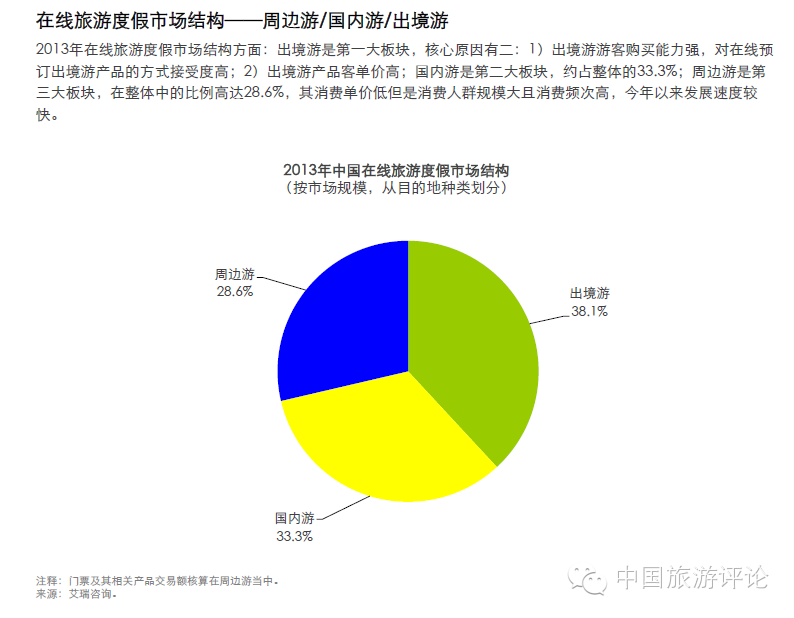 在线旅游度假市场结构——周边游/国内游/出境游
2013年在线旅游度假市场结构方面：出境游是第一大板块，核心原因有二：1）出境游游客购买能力强，对在线预
订出境游产品的方式接受度高；2）出境游产品客单价高；国内游是第二大板块，约占整体的33.3%；周边游是第
三大板块，在整体中的比例高达28.6%，其消费单价低但是消费人群规模大且消费频次高，今年以来发展速度较
快。
2013年中国在线旅游度假市场结构
（按市场规模，从目的地种类划分）
周边游
28.6%
出境游
38.1%
国内游
33.3%
注释：门票及其相关产品交易额核算在周边游当中。
来源：艾瑞咨询。
中国旅游评论